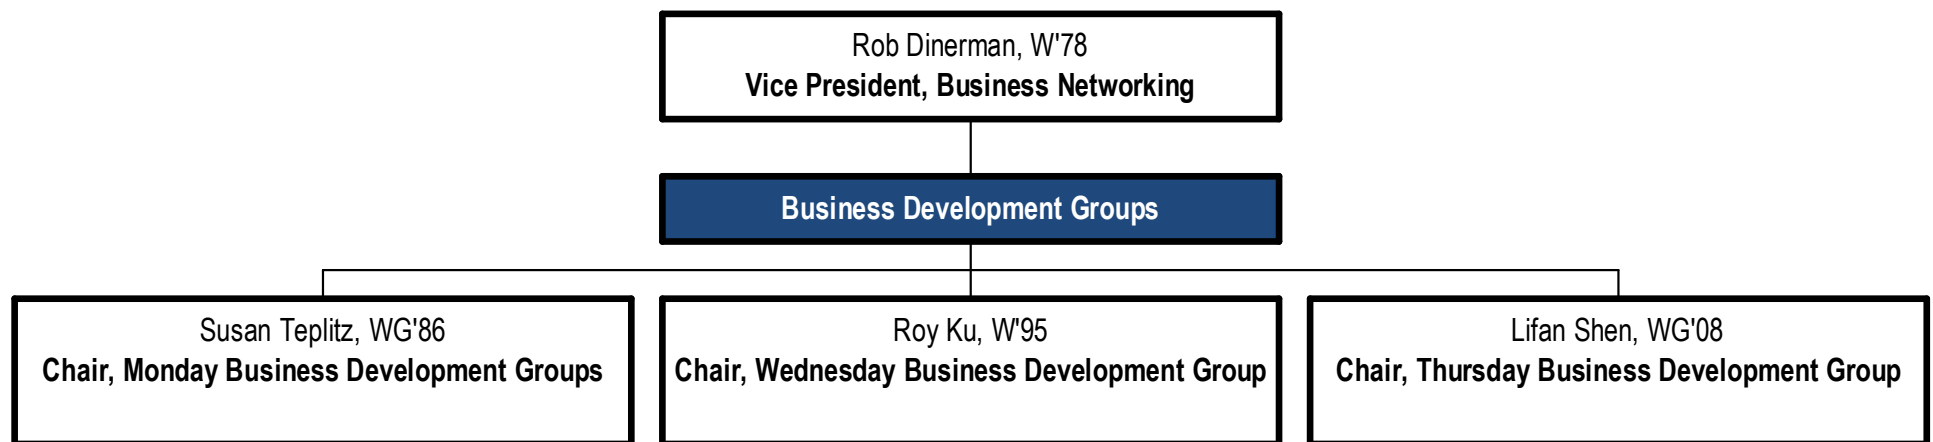 Rob Dinerman, W'78
Vice President, Business Networking
Business Development Groups
Susan Teplitz, WG'86
Chair, Monday Business Development Groups
Roy Ku, W'95
Chair, Wednesday Business Development Group
Lifan Shen, WG'08
Chair, Thursday Business Development Group